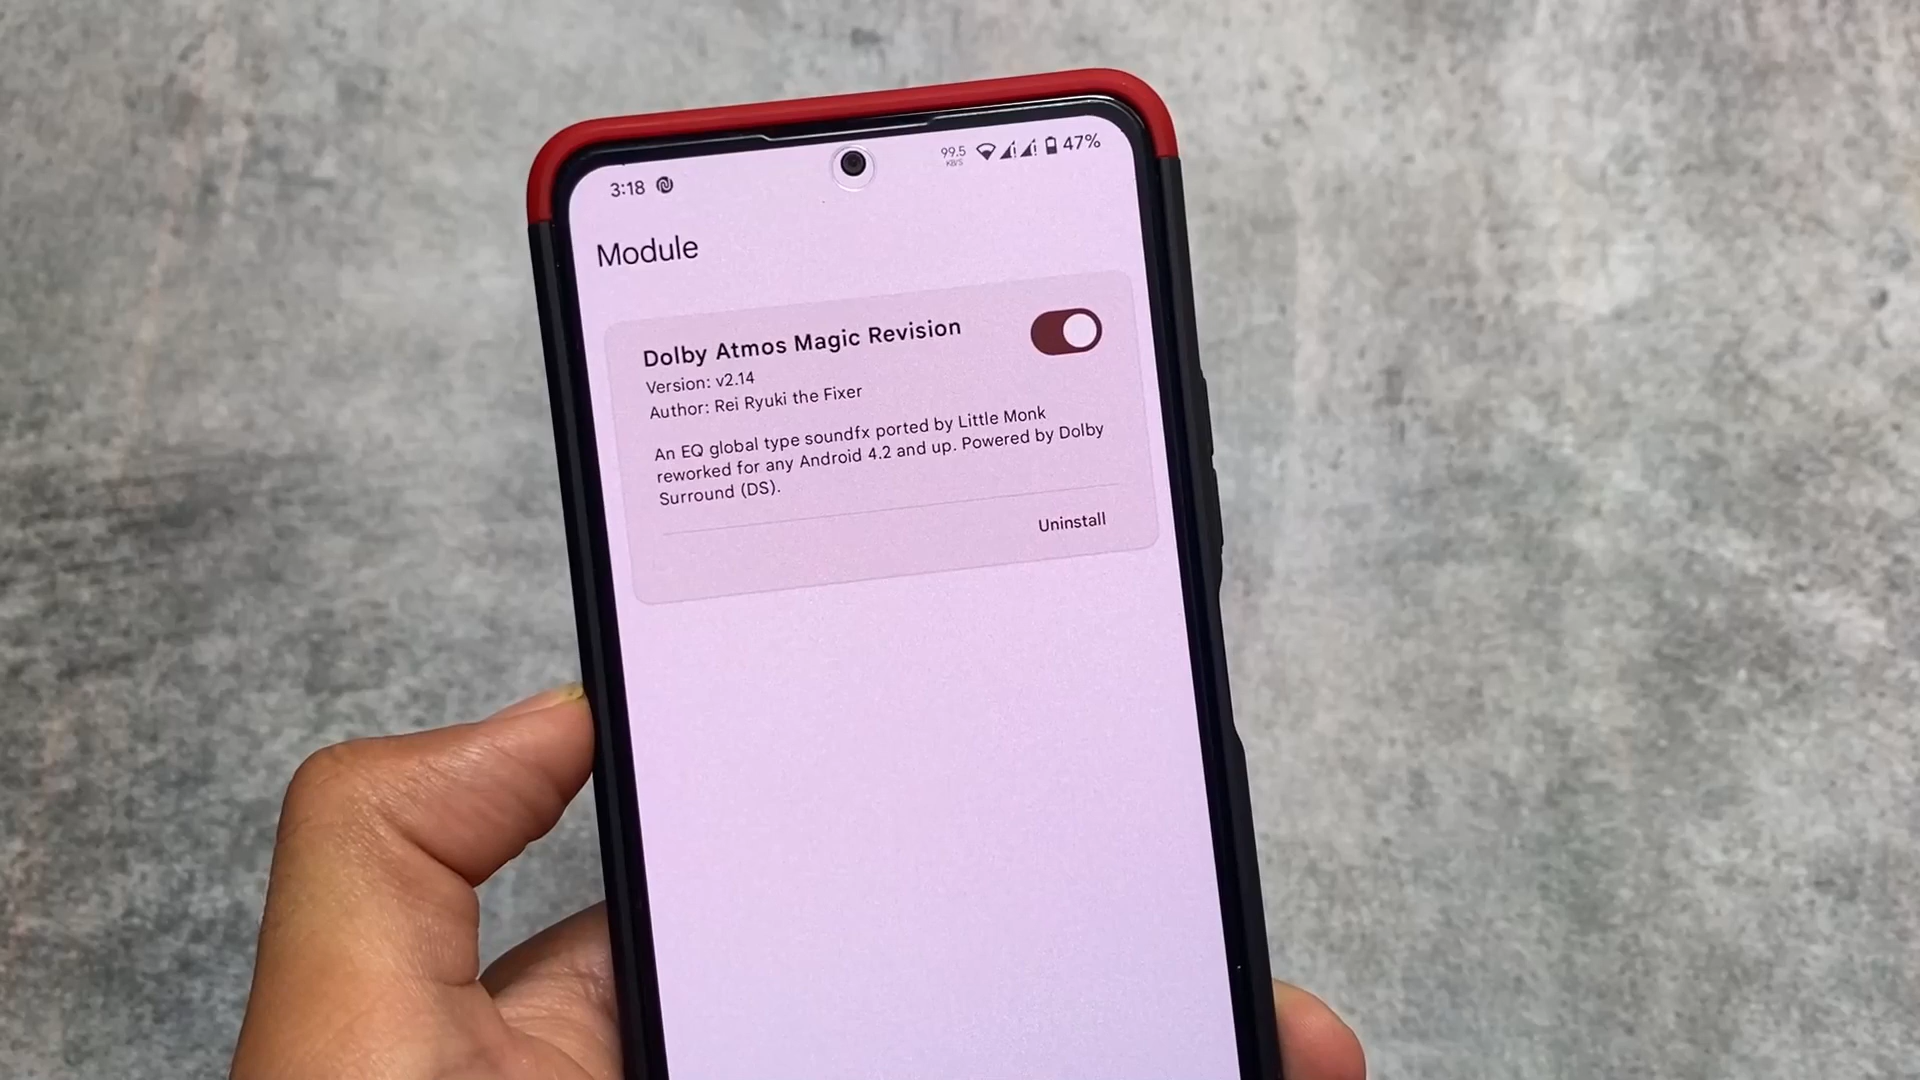 3:18
99.5
KB/S
47%
Module
Dolby Atmos Magic Revision
Version: v2.14
Author: Rei Ryuki the Fixer
An EQ global type soundfx ported by Little Monk
reworked for any Android 4.2 and up. Powered by Dolby
Surround (DS).
Uninstall